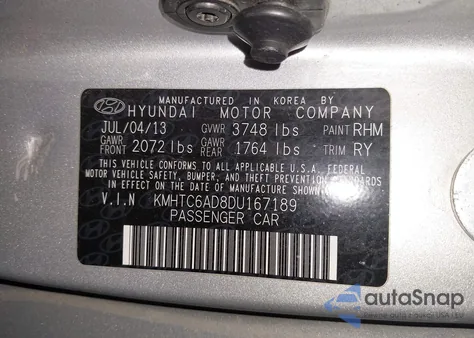 MANUFACTURED IN KOREA BY
HYUNDAI MOTOR COMPANY
JUL/04/13 GVWR 3748 lbs PAINT RHM
GAWR FRONT 2072 lbs GAWR REAR 1764 lbs TRIM RY
THIS VEHICLE CONFORMS TO ALL APPLICABLE U.S.A. FEDERAL
MOTOR VEHICLE SAFETY, BUMPER, AND THEFT PREVENTION STANDARDS
IN EFFECT ON THE DATE OF MANUFACTURE SHOWN ABOVE.
V.I.N KMHTC6AD8DU167189
PASSENGER CAR
autoSnap